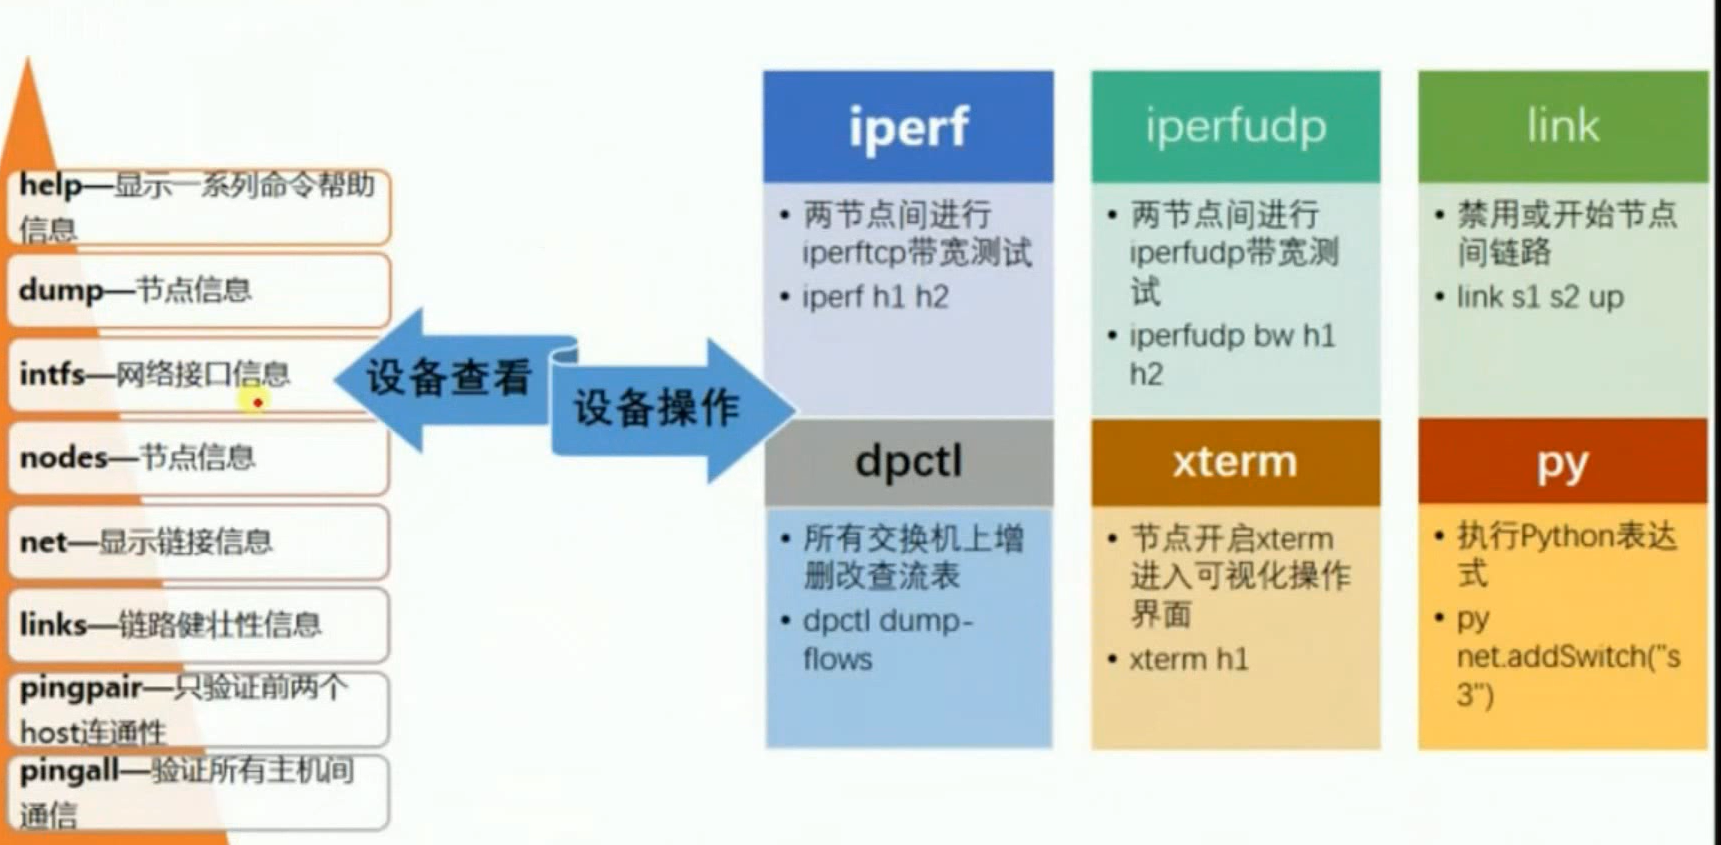 help—显示一系列命令帮助
信息
dump—节点信息
intfs—网络接口信息
nodes—节点信息
net—显示链接信息
links—链路健壮性信息
pingpair—只验证前两个
host连通性
pingall—验证所有主机间
通信
设备查看
设备操作
iperf
• 两节点间进行
iperftcp带宽测试
• iperf h1 h2
iperfudp
• 两节点间进行
iperfudp带宽测
试
• iperfudp bw h1
h2
link
• 禁用或开始节点
间链路
• link s1 s2 up
dpctl
• 所有交换机上增
删改查流表
• dpctl dump-
flows
xterm
• 节点开启xterm
进入可视化操作
界面
• xterm h1
py
• 执行Python表达
式
• py
net.addSwitch("s
3")